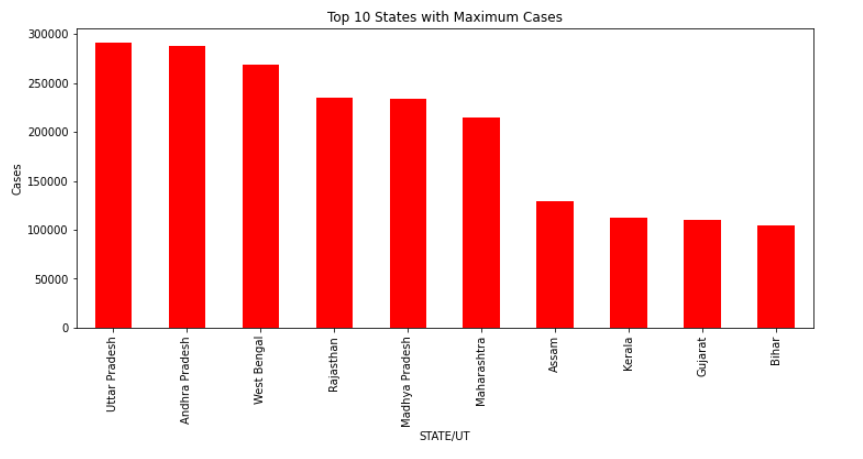 Top 10 States with Maximum Cases
300000
250000
200000
150000
100000
50000
0
Cases
Uttar Pradesh
Andhra Pradesh
West Bengal
Rajasthan
Madhya Pradesh
Maharashtra
Assam
Kerala
Gujarat
Bihar
STATE/UT